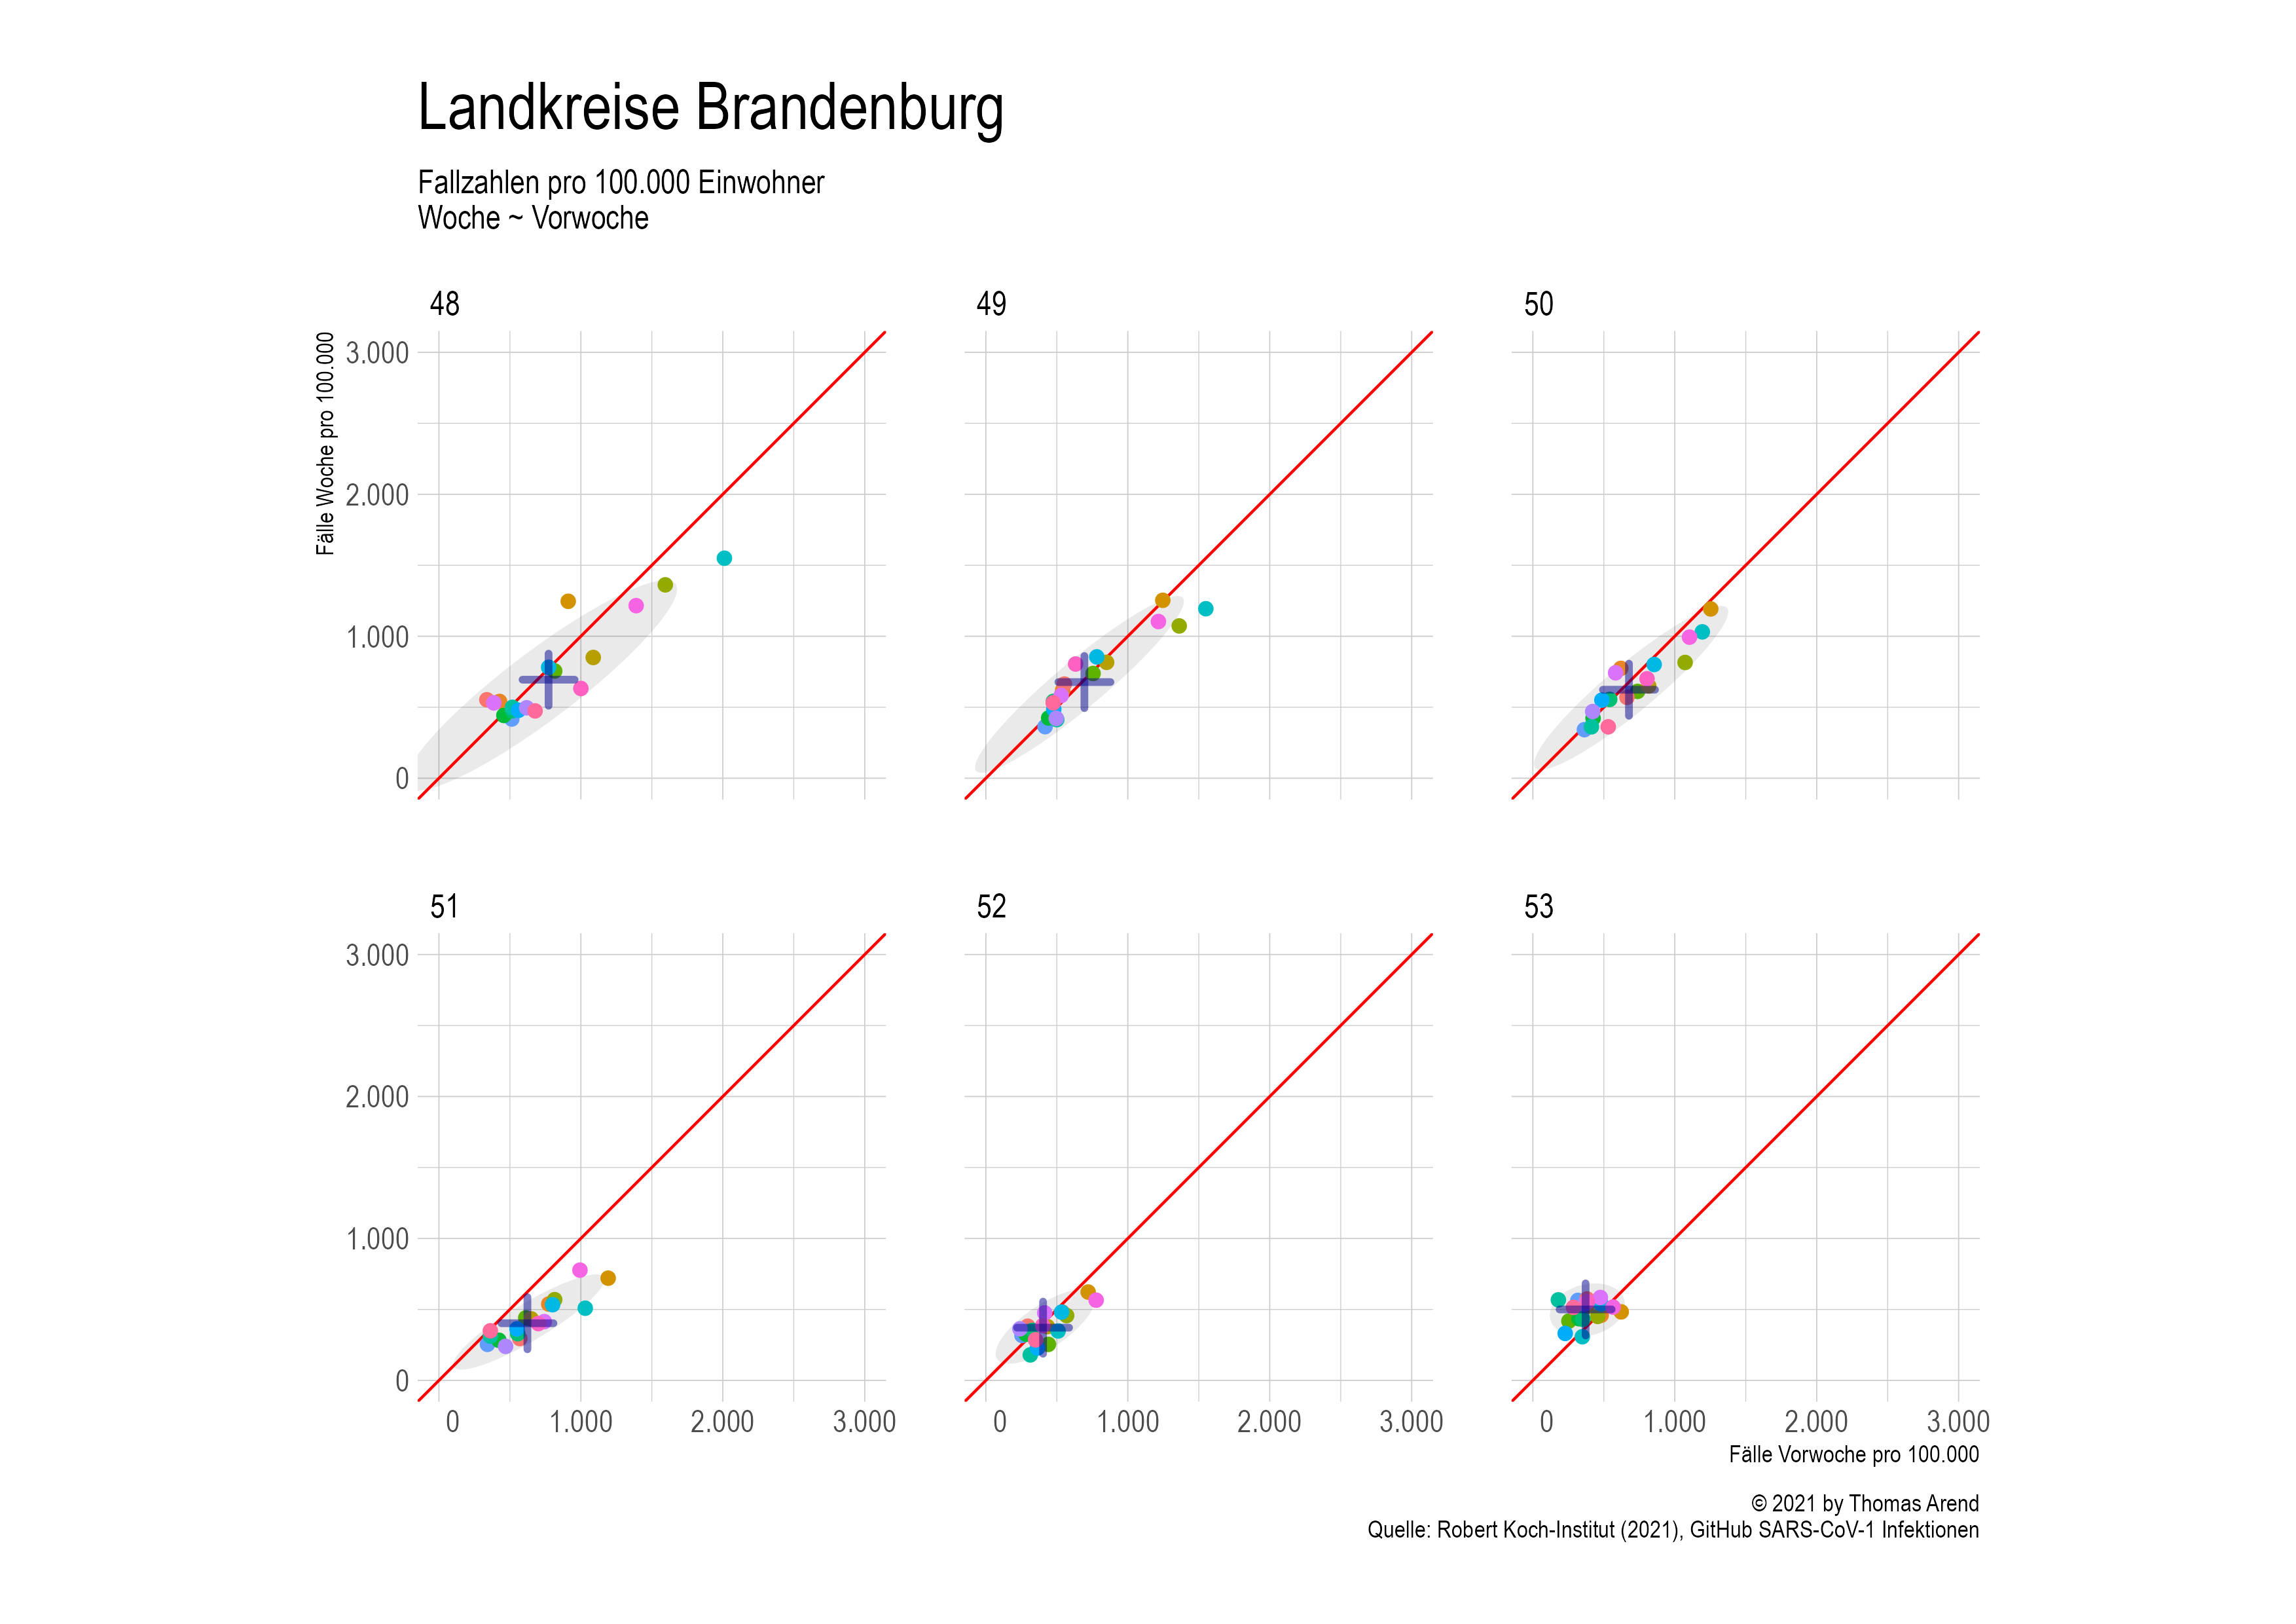 Landkreise Brandenburg
Fallzahlen pro 100.000 Einwohner
Woche ~ Vorwoche
48
49
50
Fälle Woche pro 100.000
3.000
2.000
1.000
0
51
52
53
3.000
2.000
1.000
0
0 1.000 2.000 3.000 0 1.000 2.000 3.000 0 1.000 2.000 3.000
Fälle Vorwoche pro 100.000
© 2021 by Thomas Arend
Quelle: Robert Koch-Institut (2021), GitHub SARS-CoV-1 Infektionen